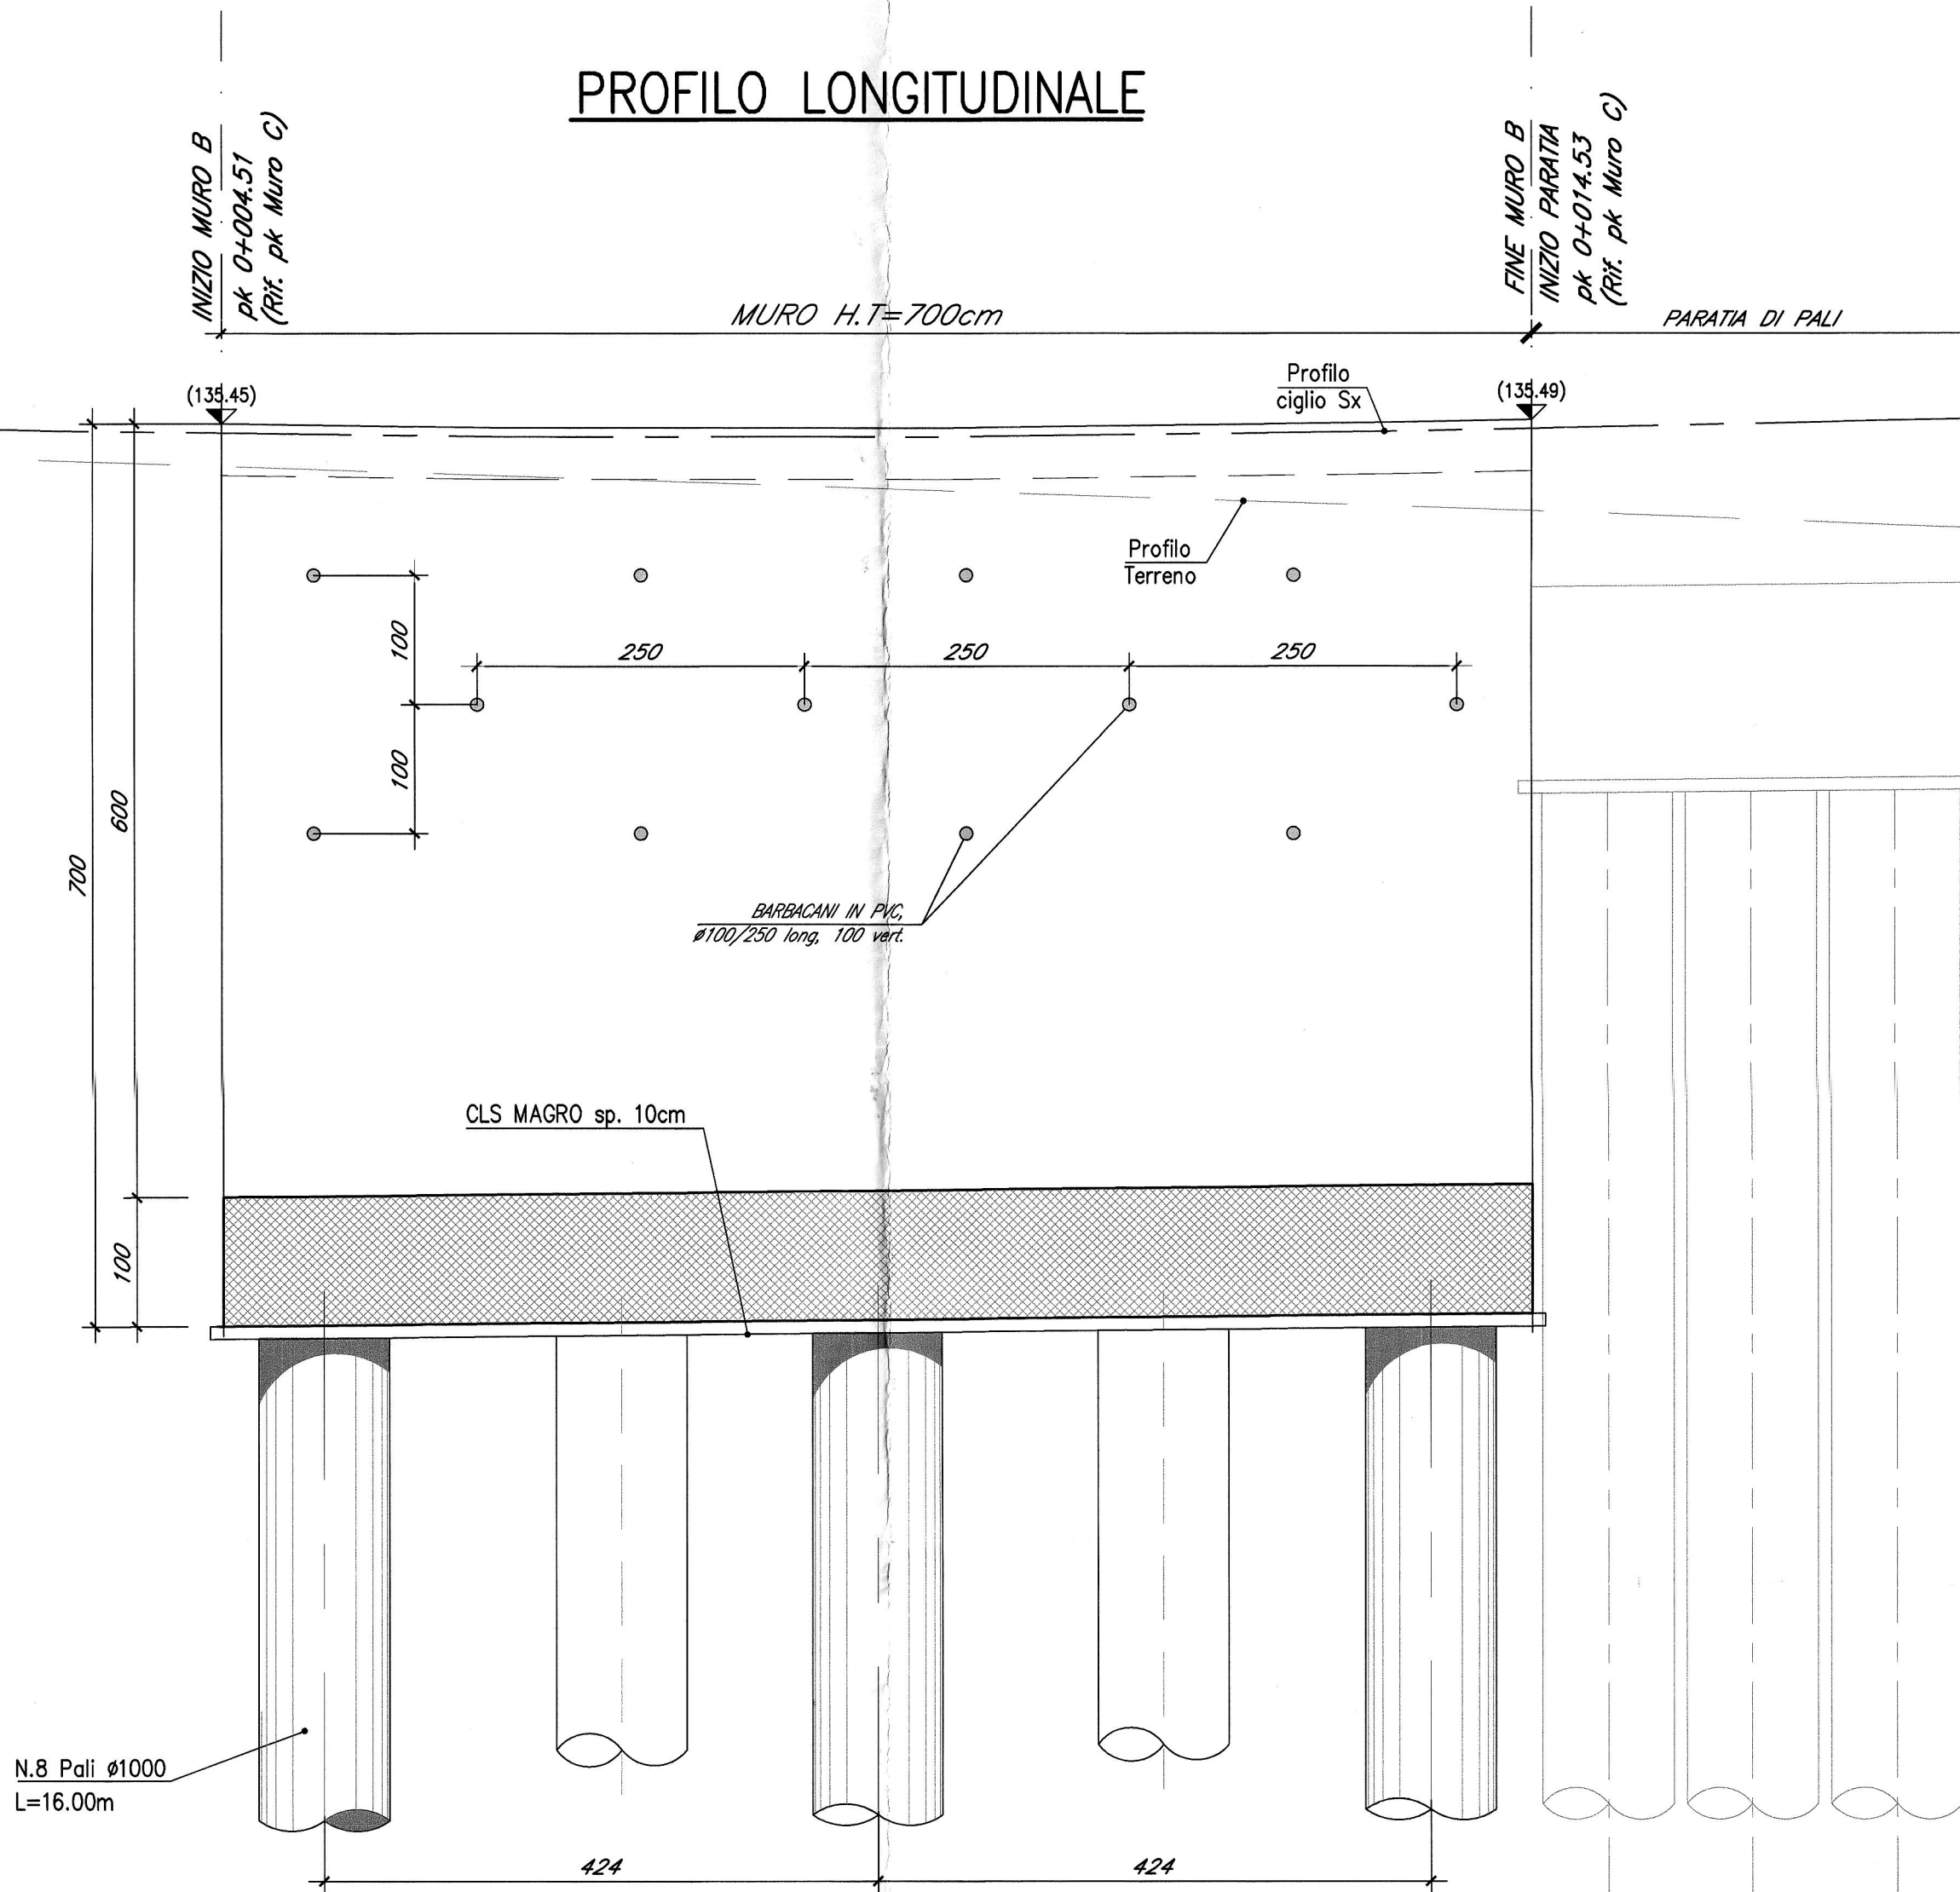 PROFILO LONGITUDINALE
INIZIO MURO B
pk 0+004.51
(Rif. pk Muro C)
FINE MURO B
INIZIO PARATIA
pk 0+014.53
(Rif. pk Muro C)
MURO H.T=700cm
PARATIA DI PALI
(135.45)
Profilo
ciglio Sx
(135.49)
Profilo
Terreno
100
250
250
250
100
600
700
BARBACANI IN PVC,
ø100/250 long, 100 vert.
CLS MAGRO sp. 10cm
100
N.8 Pali ø1000
L=16.00m
424
424